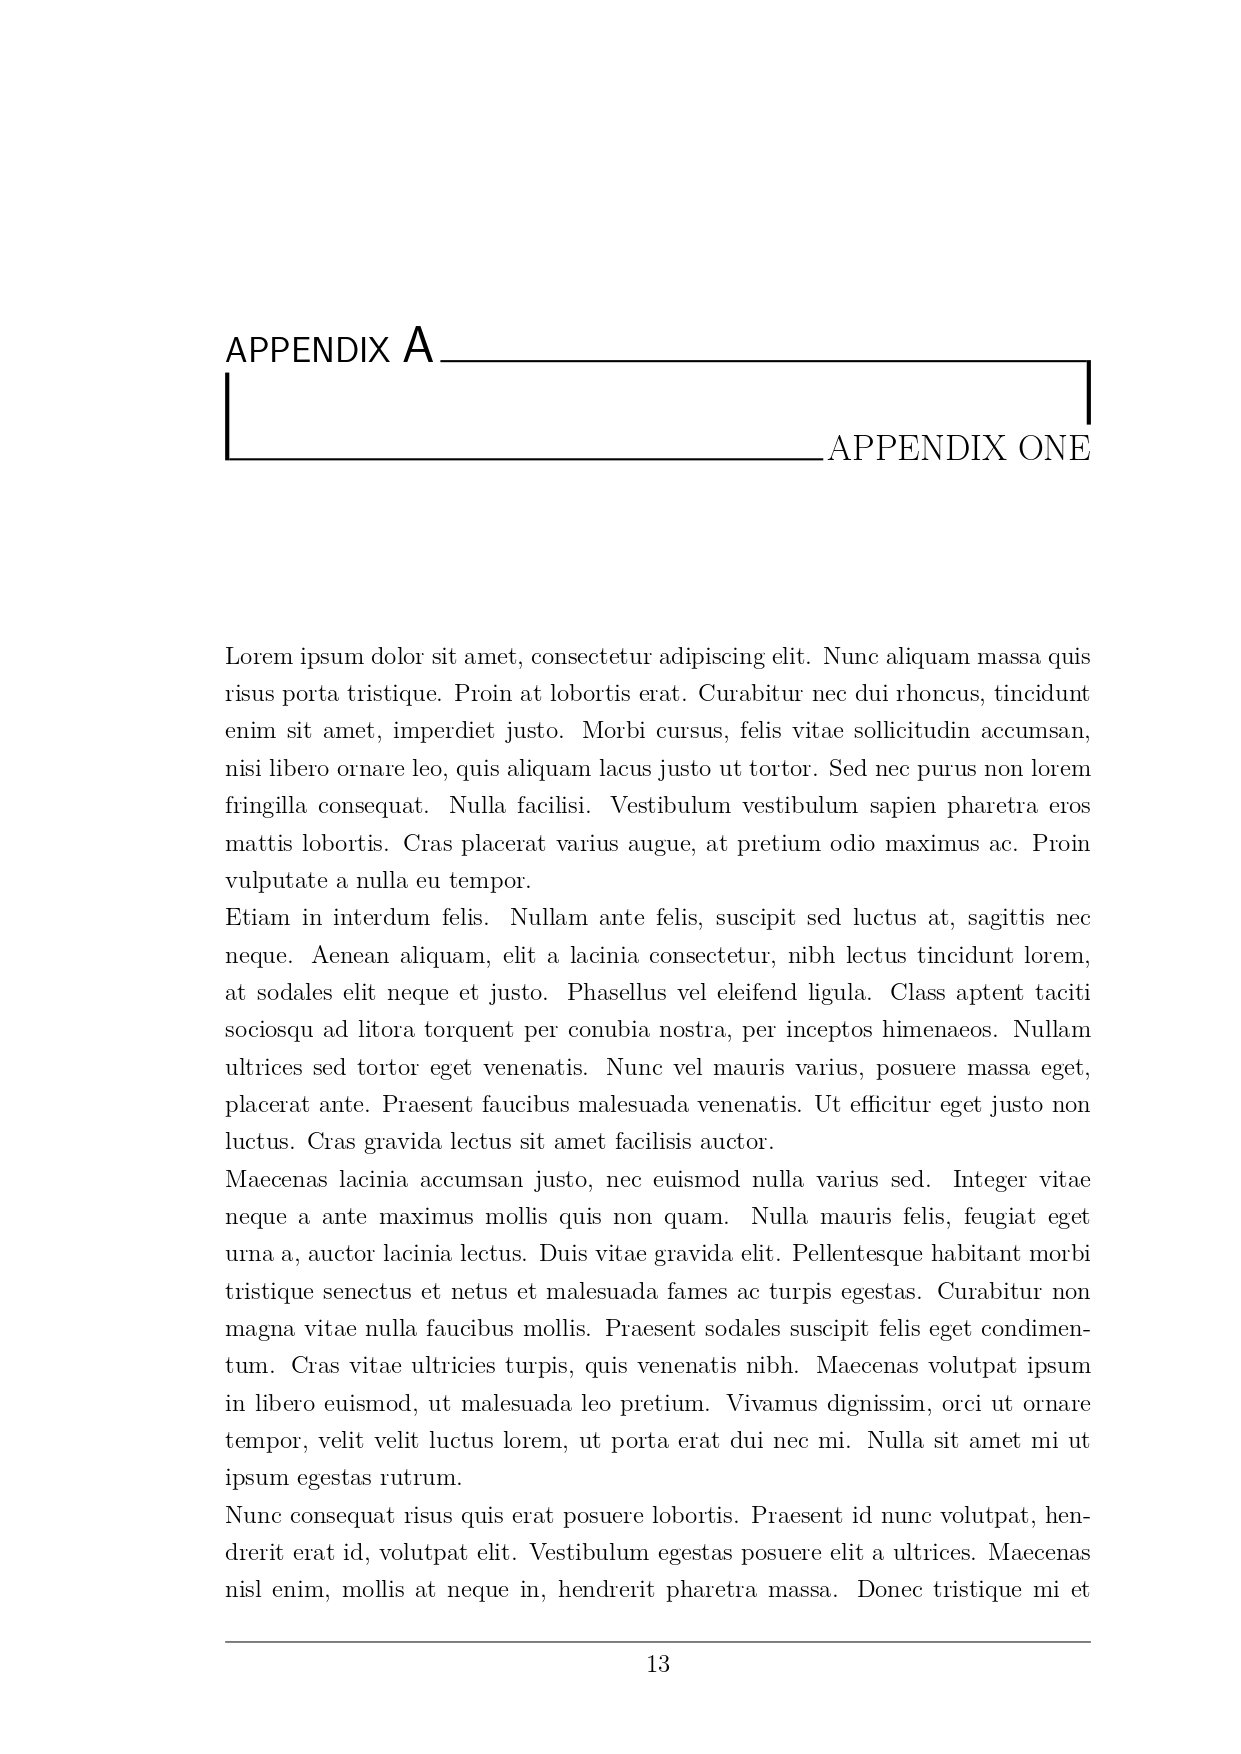 APPENDIX A
APPENDIX ONE
Lorem ipsum dolor sit amet, consectetur adipiscing elit. Nunc aliquam massa quis
risus porta tristique. Proin at lobortis erat. Curabitur nec dui rhoncus, tincidunt
enim sit amet, imperdiet justo. Morbi cursus, felis vitae sollicitudin accumsan,
nisi libero ornare leo, quis aliquam lacus justo ut tortor. Sed nec purus non lorem
fringilla consequat. Nulla facilisi. Vestibulum vestibulum sapien pharetra eros
mattis lobortis. Cras placerat varius augue, at pretium odio maximus ac. Proin
vulputate a nulla eu tempor.
Etiam in interdum felis. Nullam ante felis, suscipit sed luctus at, sagittis nec
neque. Aenean aliquam, elit a lacinia consectetur, nibh lectus tincidunt lorem,
at sodales elit neque et justo. Phasellus vel eleifend ligula. Class aptent taciti
sociosqu ad litora torquent per conubia nostra, per inceptos himenaeos. Nullam
ultrices sed tortor eget venenatis. Nunc vel mauris varius, posuere massa eget,
placerat ante. Praesent faucibus malesuada venenatis. Ut efficitur eget justo non
luctus. Cras gravida lectus sit amet facilisis auctor.
Maecenas lacinia accumsan justo, nec euismod nulla varius sed. Integer vitae
neque a ante maximus mollis quis non quam. Nulla mauris felis, feugiat eget
urna a, auctor lacinia lectus. Duis vitae gravida elit. Pellentesque habitant morbi
tristique senectus et netus et malesuada fames ac turpis egestas. Curabitur non
magna vitae nulla faucibus mollis. Praesent sodales suscipit felis eget condimen-
tum. Cras vitae ultricies turpis, quis venenatis nibh. Maecenas volutpat ipsum
in libero euismod, ut malesuada leo pretium. Vivamus dignissim, orci ut ornare
tempor, velit velit luctus lorem, ut porta erat dui nec mi. Nulla sit amet mi ut
ipsum egestas rutrum.
Nunc consequat risus quis erat posuere lobortis. Praesent id nunc volutpat, hen-
drerit erat id, volutpat elit. Vestibulum egestas posuere elit a ultrices. Maecenas
nisl enim, mollis at neque in, hendrerit pharetra massa. Donec tristique mi et
13